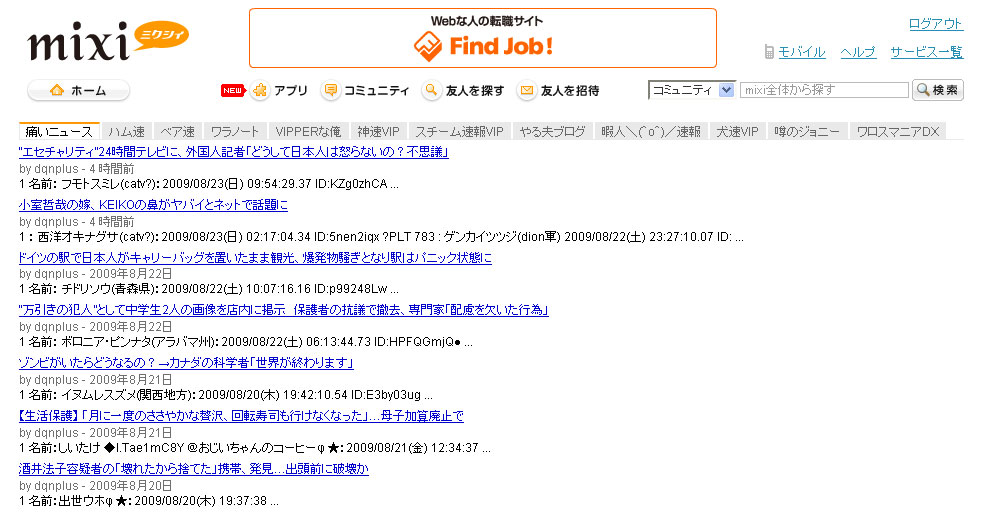 mixi ミクシィ
Webな人の転職サイト
Find Job!
ログアウト
モバイル ヘルプ サービス一覧
ホーム NEW アプリ コミュニティ 友人を探す 友人を招待 コミュニティ mixi全体から探す 検索
痛いニュース ハム速 ベア速 ワラノート VIPPERな俺 神速VIP スチーム速報VIP やる夫ブログ 暇人\(^o^)/速報 犬速VIP 噂のジョニー ワロスマニアDX
"エセチャリティ"24時間テレビに、外国人記者「どうして日本人は怒らないの?不思議」
by dqnplus - 4 時間前
1 名前: フモトスミレ(catv?): 2009/08/23(日) 09:54:29.37 ID:KZg0zhCA ...
小室哲哉の嫁、KEIKOの鼻がヤバイとネットで話題に
by dqnplus - 4 時間前
1 : 西洋オキナグサ(catv?): 2009/08/23(日) 02:17:04.34 ID:5nen2iqx ?PLT 783 : ゲンカイツツジ(dion軍) 2009/08/22(土) 23:27:10.07 ID: ...
ドイツの駅で日本人がキャリーバッグを置いたまま観光、爆発物騒ぎとなり駅はパニック状態に
by dqnplus - 2009年8月22日
1 名前: チドリソウ(青森県): 2009/08/22(土) 10:07:16.16 ID:p99248Lw ...
"万引きの犯人"として中学生2人の画像を店内に掲示 保護者の抗議で撤去、専門家「配慮を欠いた行為」
by dqnplus - 2009年8月22日
1 名前: ボロニア・ピンナタ(アラバマ州): 2009/08/22(土) 06:13:44.73 ID:HPFQGmjQ● ...
ゾンビがいたらどうなるの?→カナダの科学者「世界が終わります」
by dqnplus - 2009年8月21日
1 名前: イヌムレスズメ(関西地方): 2009/08/20(木) 19:42:10.54 ID:E3by03ug ...
【生活保護】「月に一度のささやかな贅沢、回転寿司も行けなくなった」…母子加算廃止で
by dqnplus - 2009年8月21日
1 名前:しいたけ ◆I.Tae1mC8Y @おじいちゃんのコーヒーφ ★: 2009/08/21(金) 12:34:37 ...
酒井法子容疑者の「壊れたから捨てた」携帯、発見…出頭前に破壊か
by dqnplus - 2009年8月20日
1 名前:出世ウホφ ★: 2009/08/20(木) 19:37:38 ...